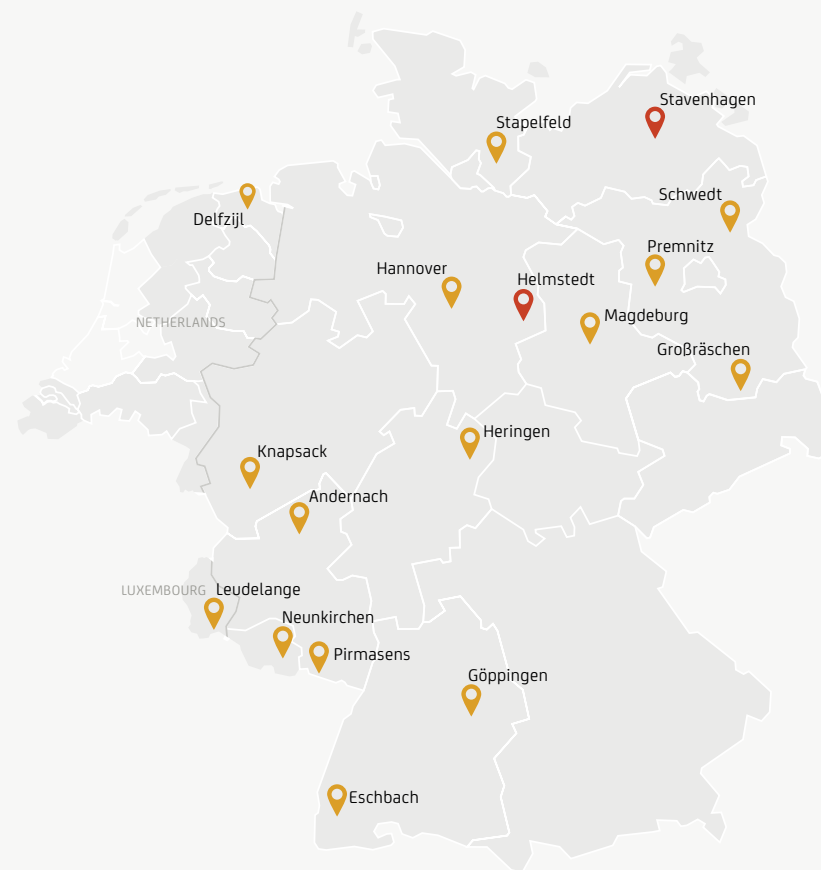 Stavenhagen
Stapelfeld
Schwedt
Delfzijl
Premnitz
Hannover
Helmstedt
Magdeburg
NETHERLANDS
Großräschen
Heringen
Knapsack
Andernach
LUXEMBOURG
Leudelange
Neunkirchen
Pirmasens
Göppingen
Eschbach